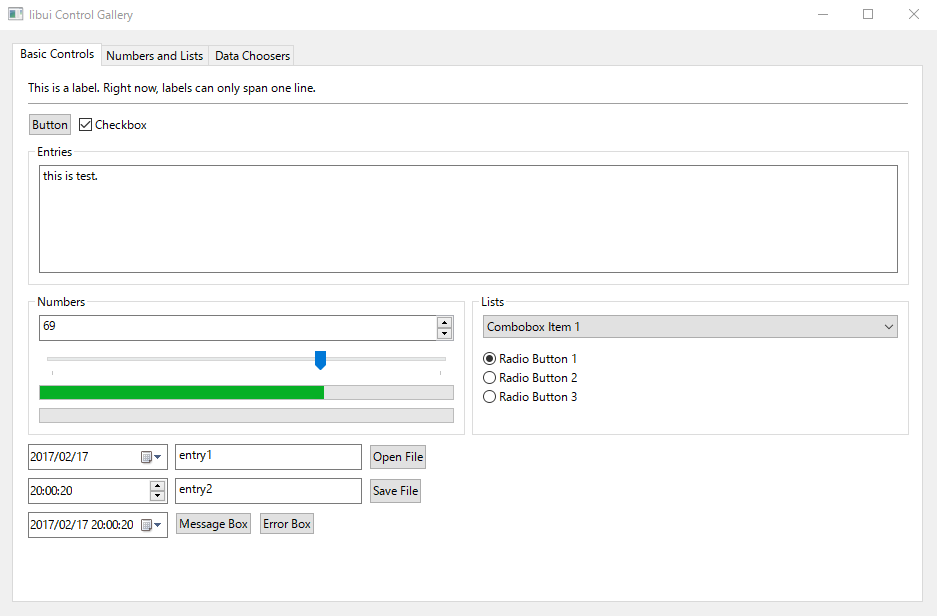 libui Control Gallery
Basic Controls Numbers and Lists Data Choosers
This is a label. Right now, labels can only span one line.
Button Checkbox
Entries
this is test.
Numbers
69
Lists
Combobox Item 1
Radio Button 1
Radio Button 2
Radio Button 3
2017/02/17 entry1 Open File
20:00:20 entry2 Save File
2017/02/17 20:00:20 Message Box Error Box